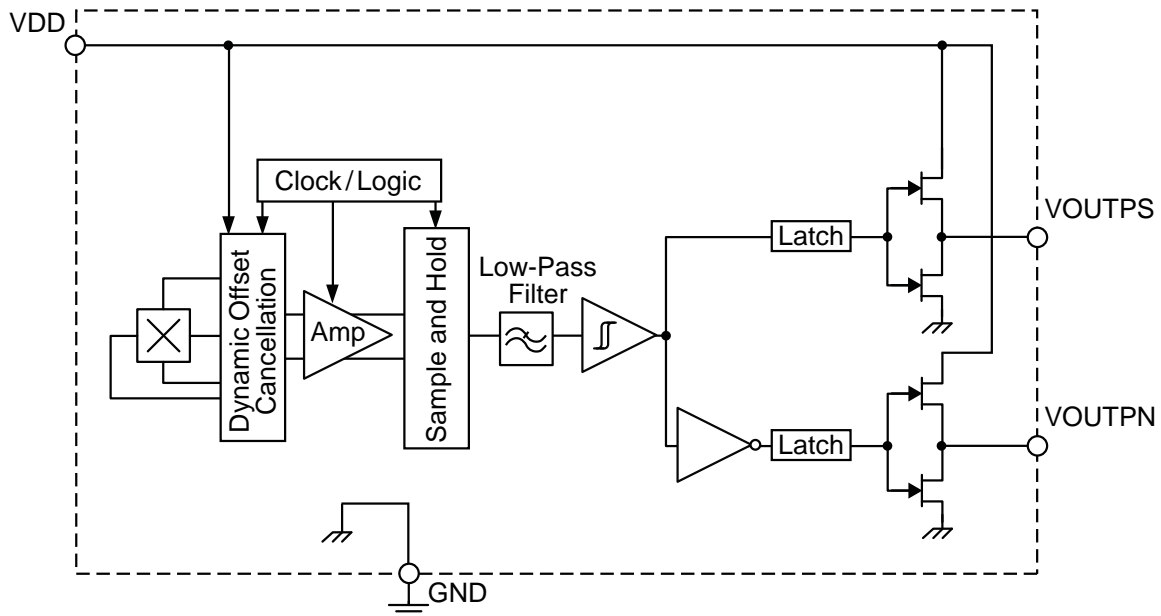 VDD
Clock/Logic
VOUTPS
Latch
Low-Pass
Filter
Dynamic Offset
Cancellation
Amp
Sample and Hold
VOUTPN
Latch
GND